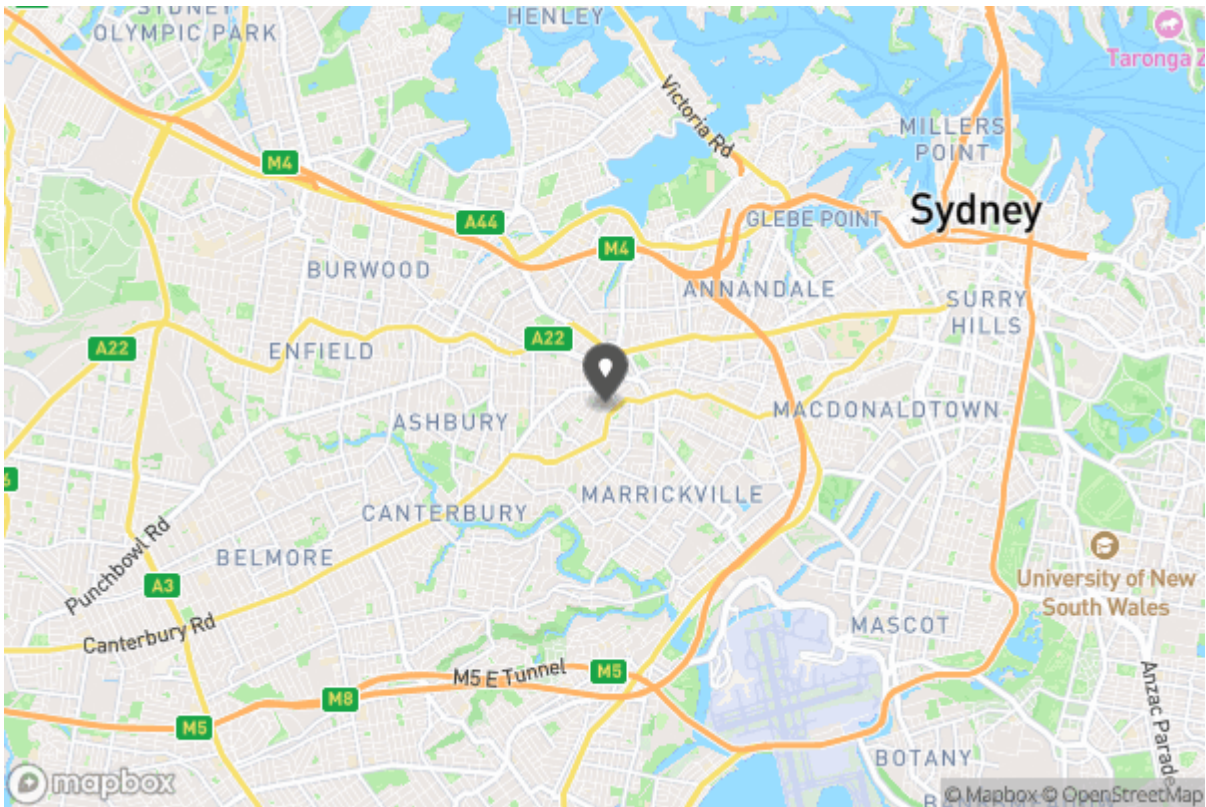 SYDNEY
OLYMPIC PARK
HENLEY
Taronga Z
Victoria Rd
MILLERS
POINT
M4
A44
Sydney
GLEBE POINT
M4
BURWOOD
ANNANDALE
SURRY
HILLS
A22
A22
ENFIELD
MACDONALDTOWN
ASHBURY
6
MARRICKVILLE
CANTERBURY
Punchbowl Rd
BELMORE
University of New
South Wales
A3
MASCOT
Canterbury Rd
M5 E Tunnel
M5
M8
M5
Anzac Parade
BOTANY
mapbox
© Mapbox © OpenStreetMap